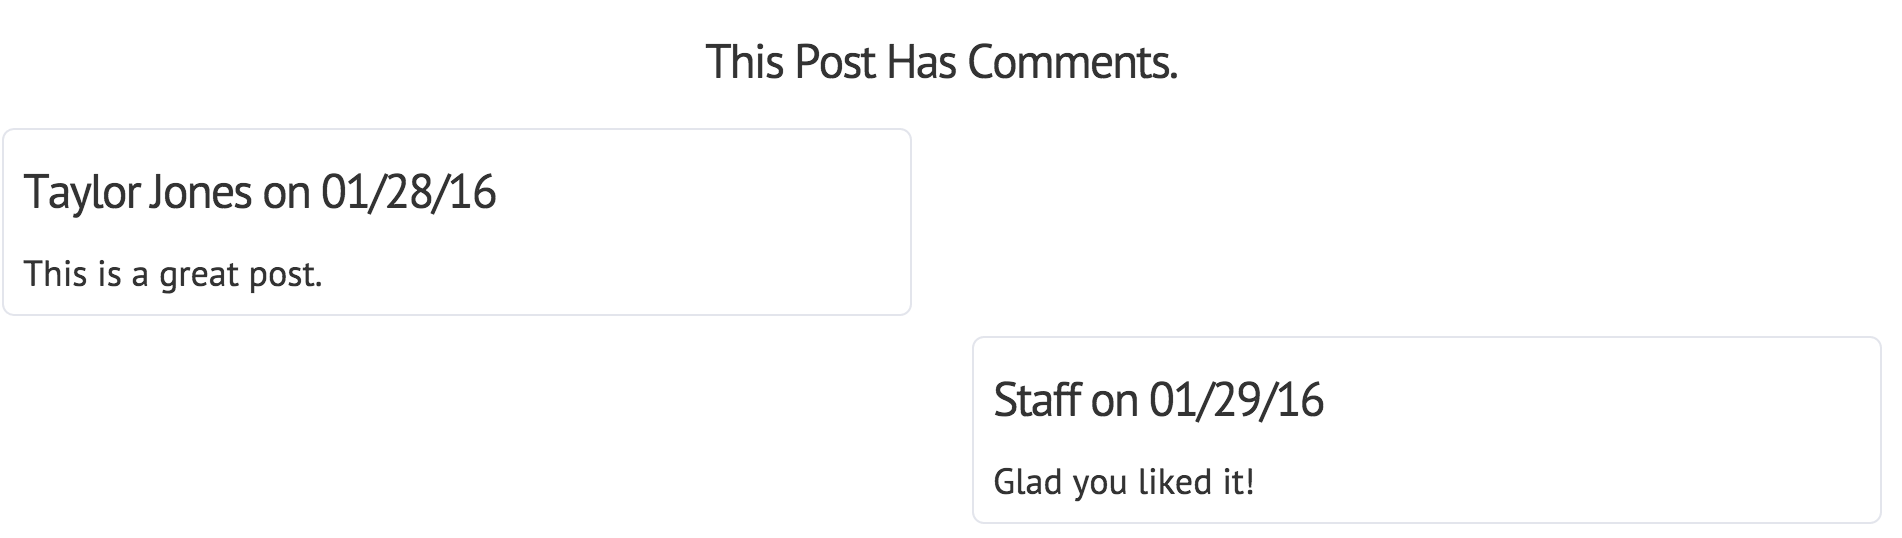 This Post Has Comments.
Taylor Jones on 01/28/16
This is a great post.
Staff on 01/29/16
Glad you liked it!